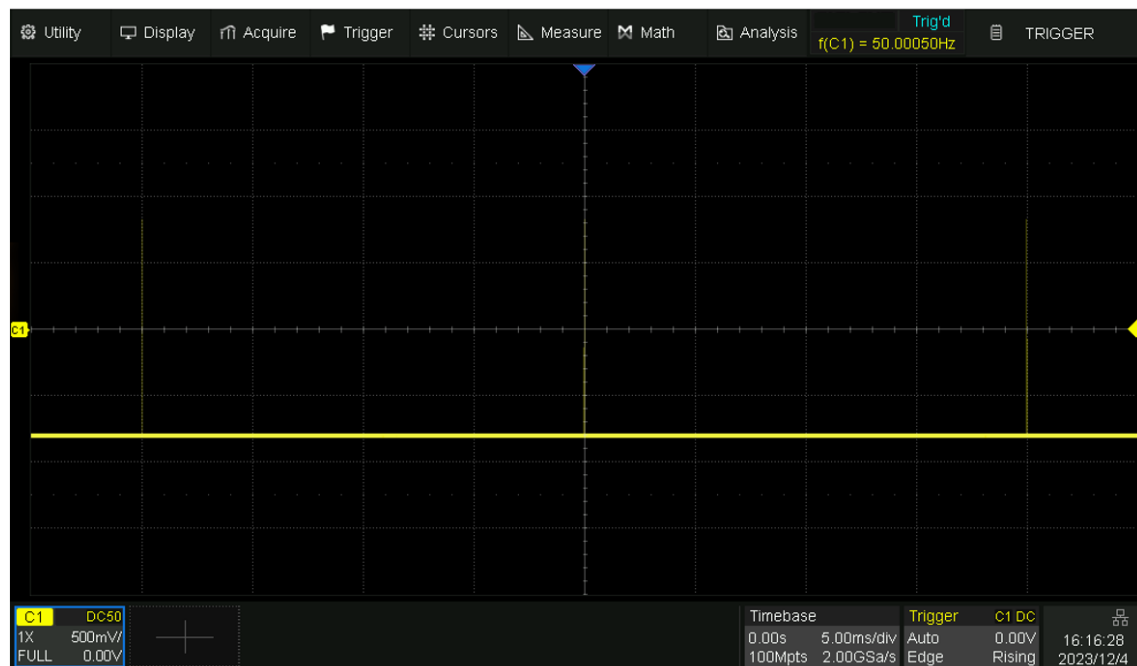 Utility Display Acquire Trigger Cursors Measure Math Analysis Trig'd TRIGGER
f(C1) = 50.00050Hz
C1
C1 DC50 Timebase Trigger C1 DC
1X 500mV/ 0.00s 5.00ms/div Auto 0.00V 16:16:28
FULL 0.00V 100Mpts 2.00GSa/s Edge Rising 2023/12/4